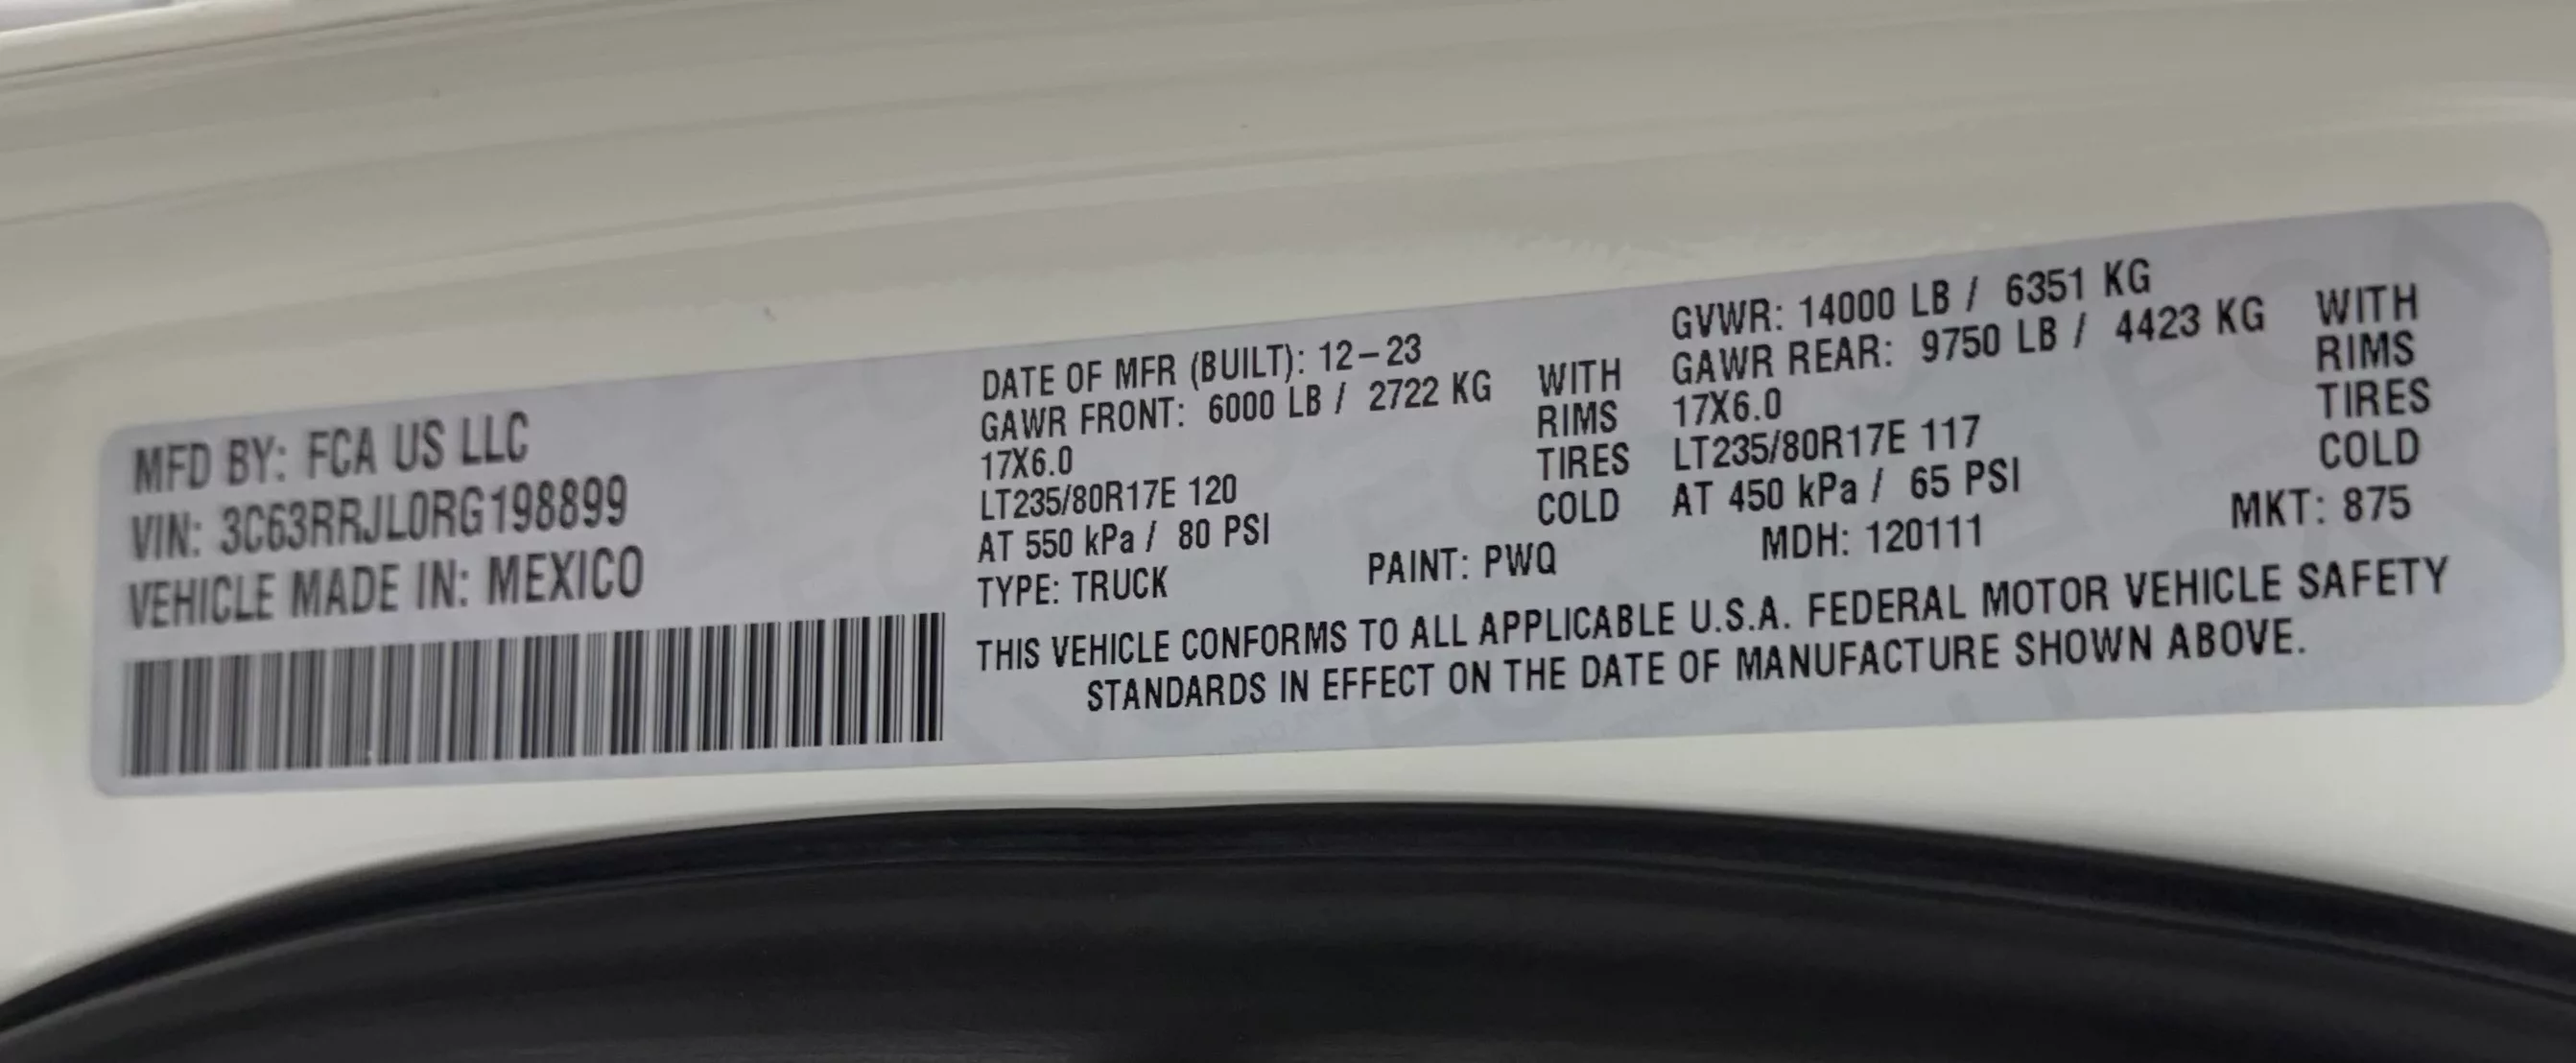 MFD BY: FCA US LLC
VIN: 3C63RRJL0RG198899
VEHICLE MADE IN: MEXICO
DATE OF MFR (BUILT): 12-23 GVWR: 14000 LB / 6351 KG
GAWR FRONT: 6000 LB / 2722 KG WITH GAWR REAR: 9750 LB / 4423 KG WITH
17X6.0 RIMS 17X6.0 RIMS
LT235/80R17E 120 TIRES LT235/80R17E 117 TIRES
AT 550 kPa / 80 PSI COLD AT 450 kPa / 65 PSI COLD
TYPE: TRUCK PAINT: PWQ MDH: 120111 MKT: 875
THIS VEHICLE CONFORMS TO ALL APPLICABLE U.S.A. FEDERAL MOTOR VEHICLE SAFETY
STANDARDS IN EFFECT ON THE DATE OF MANUFACTURE SHOWN ABOVE.